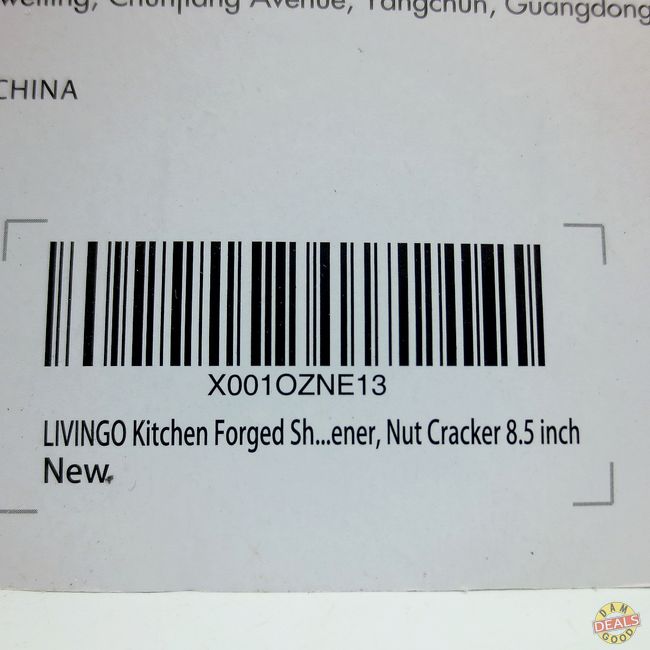 Chunjiang Avenue, Yangchun, Guangdong
CHINA
X001OZNE13
LIVINGO Kitchen Forged Sh...ener, Nut Cracker 8.5 inch
New
DAM
DEALS
GOOD